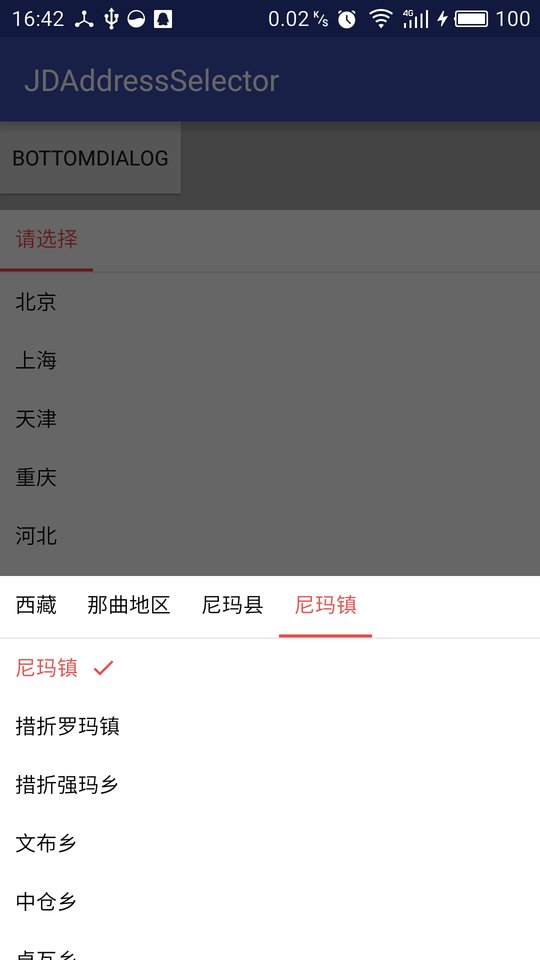 16:42 0.02 K/s 4G 100
JDAddressSelector
BOTTOMDIALOG
请选择
北京
上海
天津
重庆
河北
西藏 那曲地区 尼玛县 尼玛镇
尼玛镇
措折罗玛镇
措折强玛乡
文布乡
中仓乡